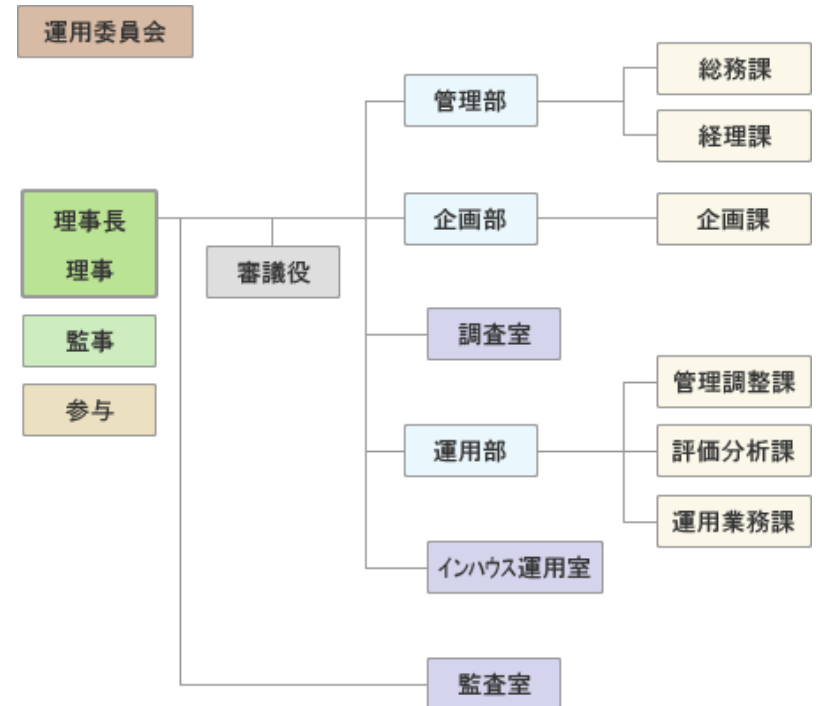 運用委員会
理事長
理事
監事
参与
審議役
管理部
総務課
経理課
企画部
企画課
調査室
運用部
管理調整課
評価分析課
運用業務課
インハウス運用室
監査室